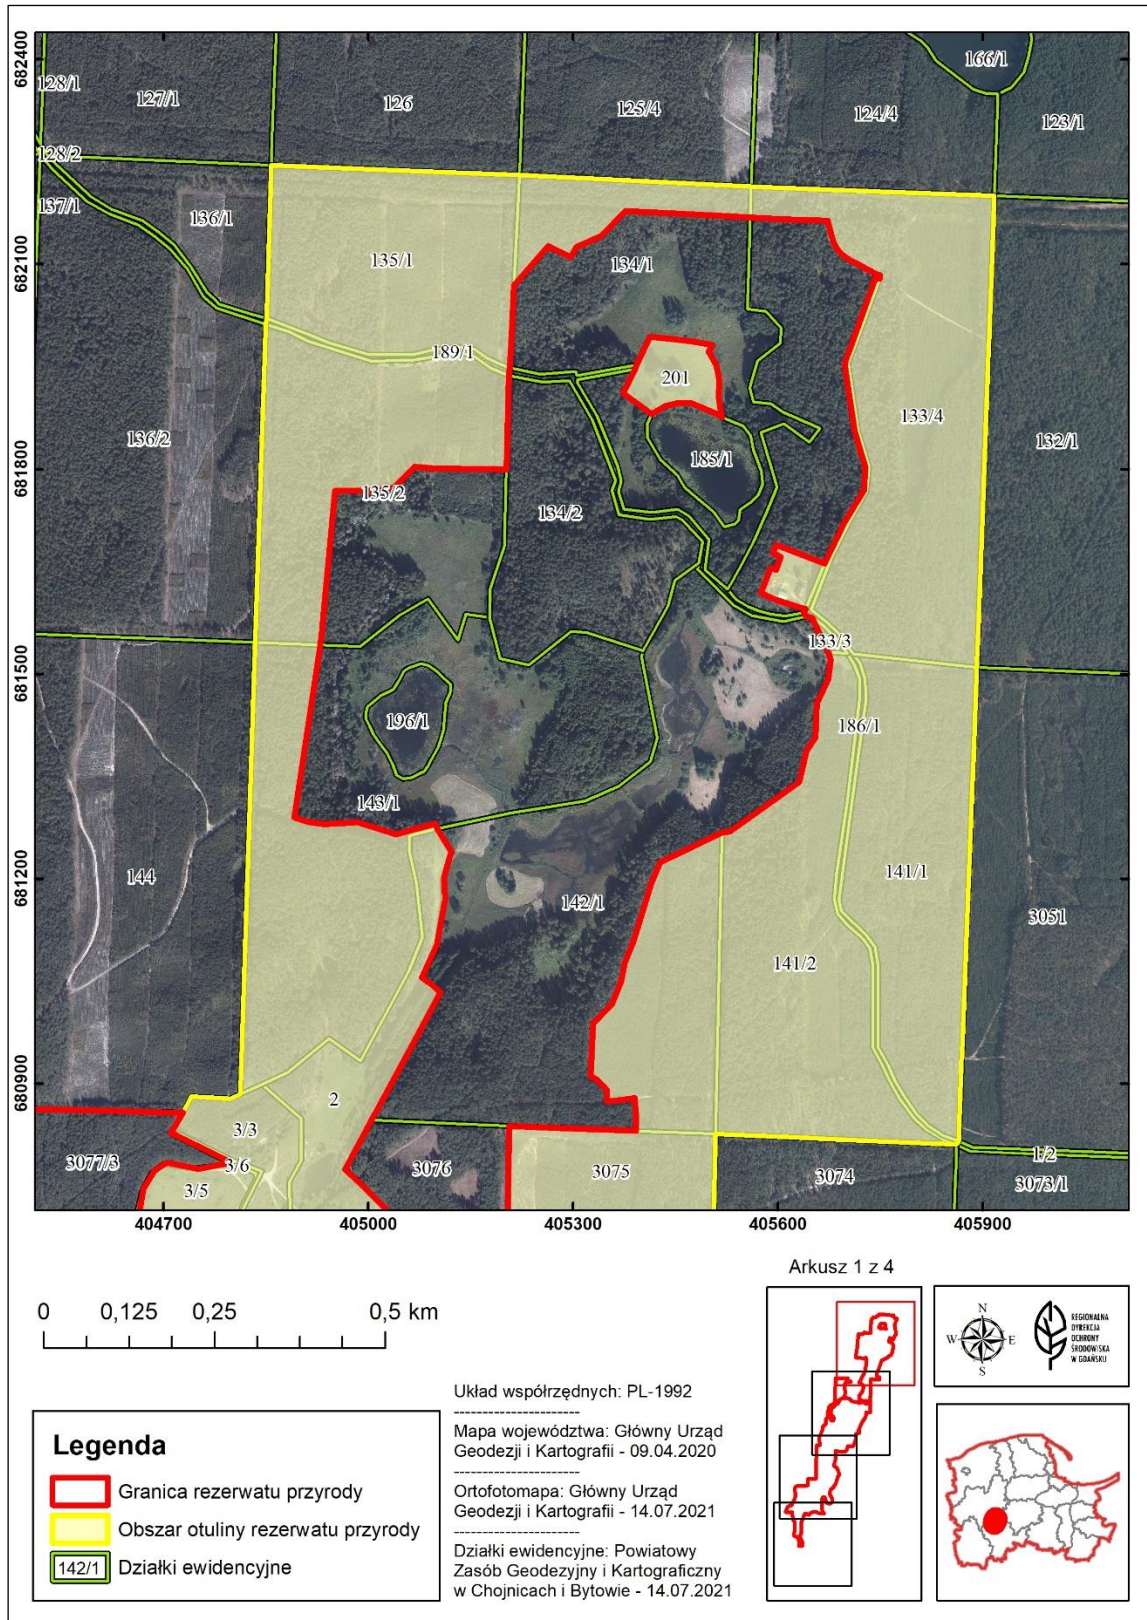 682400
682100
681800
681500
681200
680900
128/1
127/1
126
125/4
124/4
166/1
123/1
128/2
137/1
136/1
135/1
134/1
189/1
201
133/4
136/2
132/1
185/1
135/2
134/2
133/3
196/1
186/1
143/1
144
142/1
141/1
3051
141/2
2
3/3
3077/3
3/6
3/5
3076
3075
3074
1/2
3073/1
404700
405000
405300
405600
405900
0 0,125 0,25 0,5 km
Arkusz 1 z 4
N
W E
S
REGIONALNA
DYREKCJA
OCHRONY
ŚRODOWISKA
W GDAŃSKU
Legenda
Granica rezerwatu przyrody
Obszar otuliny rezerwatu przyrody
142/1 Działki ewidencyjne
Układ współrzędnych: PL-1992
----------------------
Mapa województwa: Główny Urząd
Geodezji i Kartografii - 09.04.2020
----------------------
Ortofotomapa: Główny Urząd
Geodezji i Kartografii - 14.07.2021
----------------------
Działki ewidencyjne: Powiatowy
Zasób Geodezyjny i Kartograficzny
w Chojnicach i Bytowie - 14.07.2021